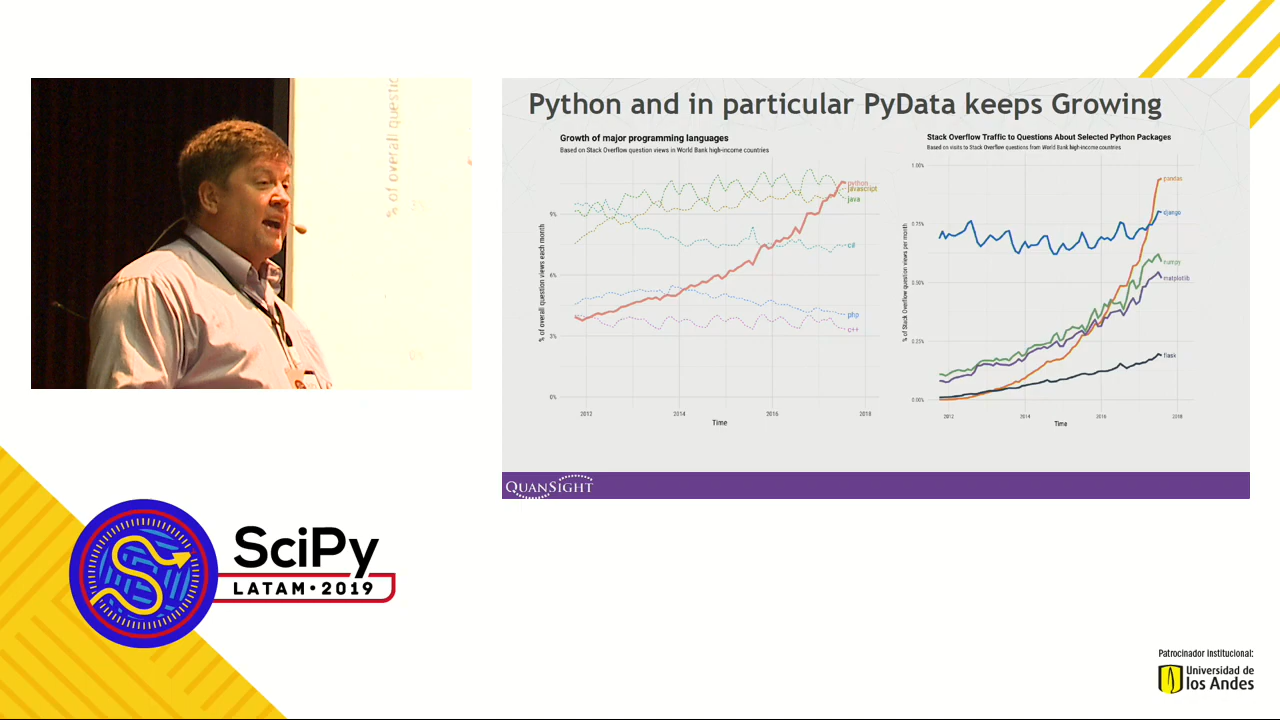 Python and in particular PyData keeps Growing
Growth of major programming languages
Based on Stack Overflow question views in World Bank high-income countries
% of overall question views each month
9%
6%
3%
0%
2012
2014
2016
2018
Time
python
javascript
java
c#
php
c++
Stack Overflow Traffic to Questions About Selected Python Packages
Based on visits to Stack Overflow questions from World Bank high-income countries
% of Stack Overflow question views per month
1.00%
0.75%
0.50%
0.25%
0.00%
2012
2014
2016
2018
Time
pandas
django
numpy
matplotlib
flask
% of overall questio
QUANSIGHT
SciPy
LATAM•2019
Patrocinador Institucional:
Universidad de
los Andes